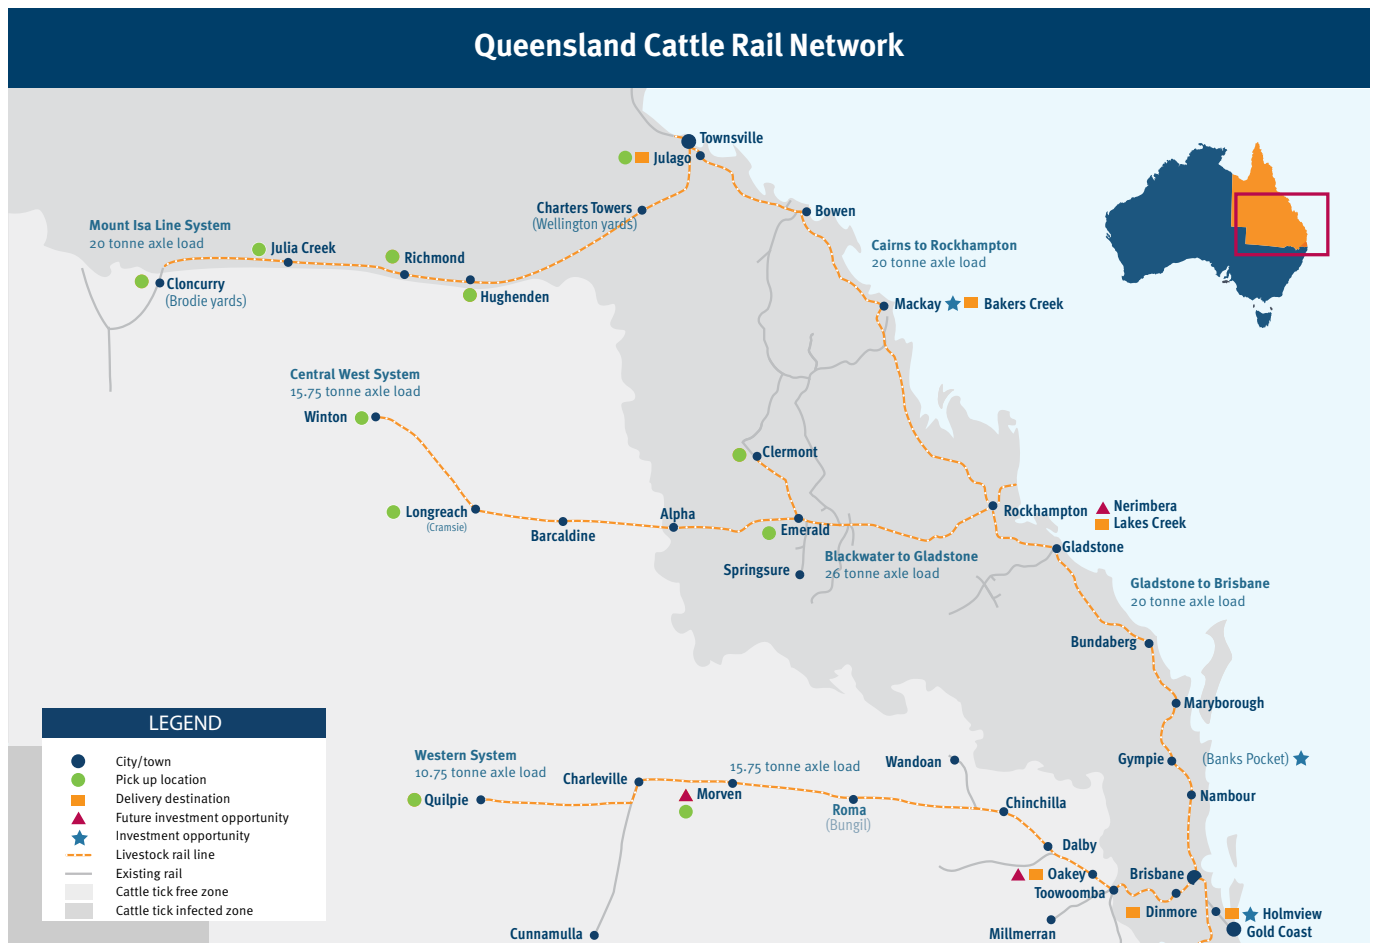 Queensland Cattle Rail Network
Townsville
Julago
Charters Towers
(Wellington yards)
Bowen
Mount Isa Line System
20 tonne axle load
Julia Creek
Richmond
Cloncurry
(Brodie yards)
Hughenden
Cairns to Rockhampton
20 tonne axle load
Mackay
Bakers Creek
Central West System
15.75 tonne axle load
Winton
Clermont
Longreach
(Cramsie)
Barcaldine
Alpha
Emerald
Springsure
Rockhampton
Nerimbera
Lakes Creek
Gladstone
Blackwater to Gladstone
26 tonne axle load
Gladstone to Brisbane
20 tonne axle load
Bundaberg
Maryborough
Gympie
(Banks Pocket)
Nambour
Western System
10.75 tonne axle load
Quilpie
Charleville
15.75 tonne axle load
Morven
Roma
(Bungil)
Wandoan
Chinchilla
Dalby
Oakey
Toowoomba
Brisbane
Dinmore
Holmview
Gold Coast
Millmerran
Cunnamulla
LEGEND
City/town
Pick up location
Delivery destination
Future investment opportunity
Investment opportunity
Livestock rail line
Existing rail
Cattle tick free zone
Cattle tick infected zone